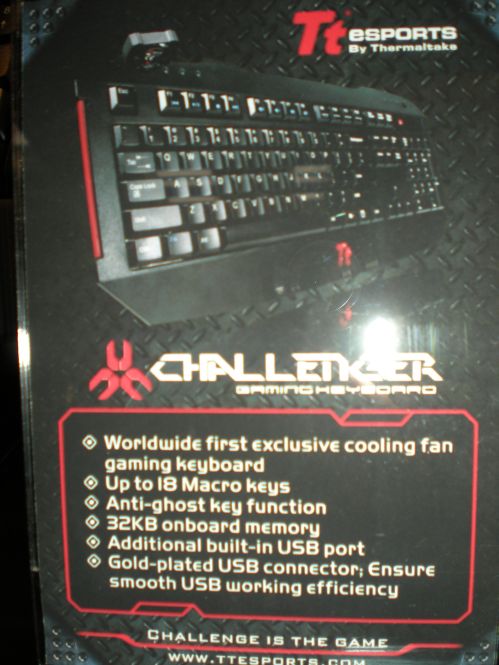 Tt eSPORTS
By Thermaltake
CHALLENGER
GAMING KEYBOARD
Worldwide first exclusive cooling fan
gaming keyboard
Up to 18 Macro keys
Anti-ghost key function
32KB onboard memory
Additional built-in USB port
Gold-plated USB connector; Ensure
smooth USB working efficiency
CHALLENGE IS THE GAME
WWW.TTESPORTS.COM